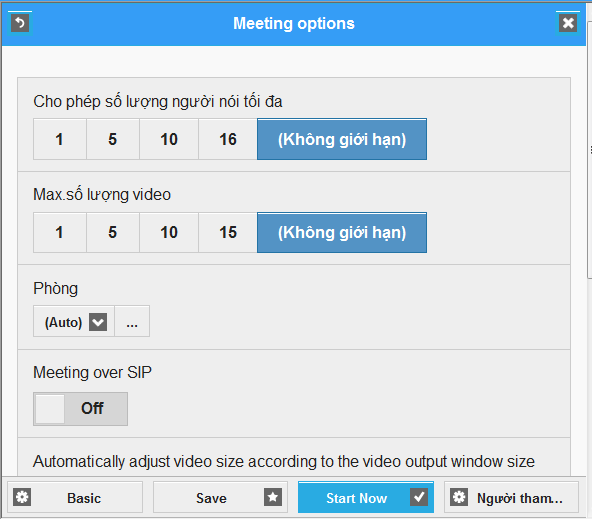 Meeting options
Cho phép số lượng người nói tối đa
1 5 10 16 (Không giới hạn)
Max.số lượng video
1 5 10 15 (Không giới hạn)
Phòng
(Auto) ...
Meeting over SIP
Off
Automatically adjust video size according to the video output window size
Basic Save Start Now Người tham...